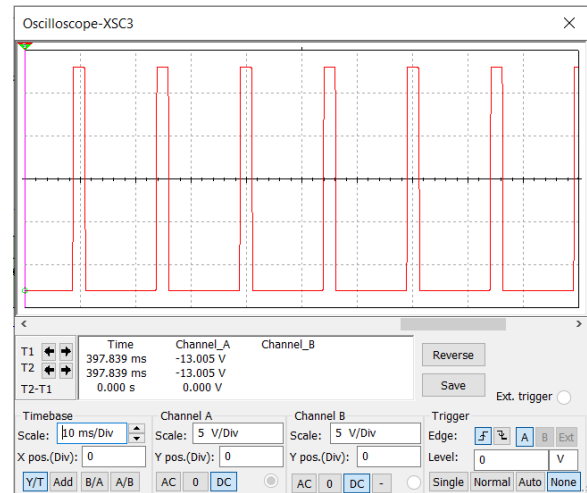 Oscilloscope-XSC3
Time Channel_A Channel_B
T1 397.839 ms -13.005 V
T2 397.839 ms -13.005 V
T2-T1 0.000 s 0.000 V
Reverse
Save
Ext. trigger
Timebase
Scale: 10 ms/Div
X pos.(Div): 0
Y/T Add B/A A/B
Channel A
Scale: 5 V/Div
Y pos.(Div): 0
AC 0 DC
Channel B
Scale: 5 V/Div
Y pos.(Div): 0
AC 0 DC -
Trigger
Edge: A B Ext
Level: 0 V
Single Normal Auto None